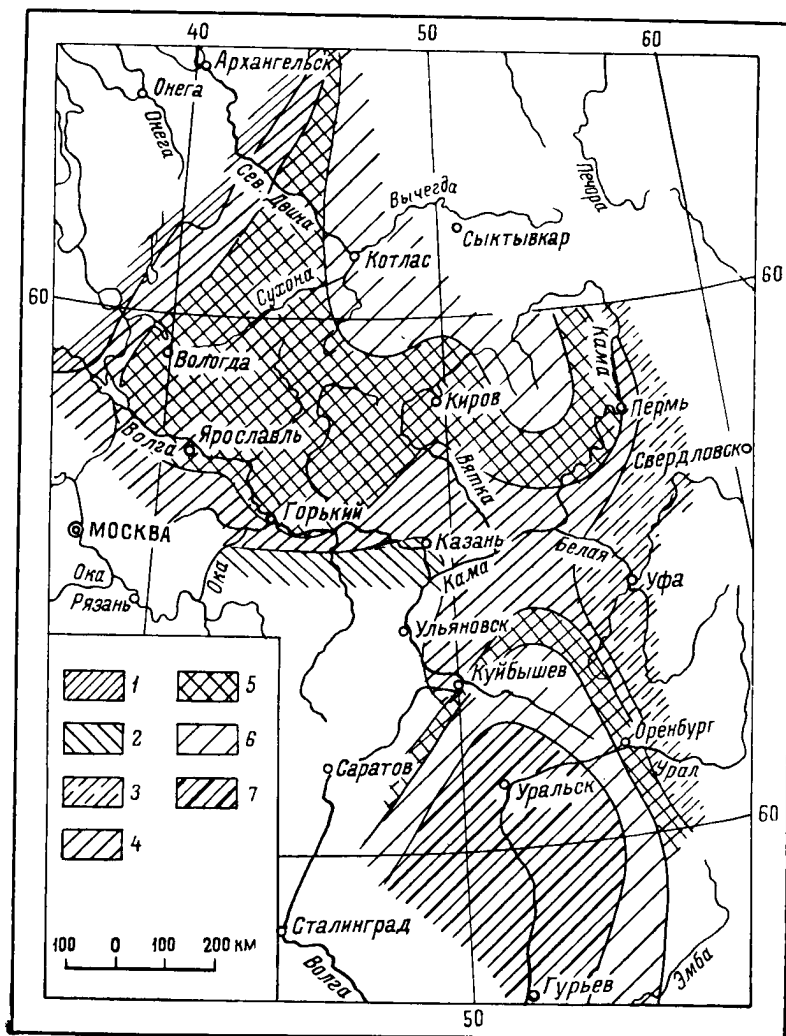 40
50
60
Архангельск
Онега
Онега
Печора
Сев. Двина
Вычегда
Сыктывкар
Котлас
Сухона
60
60
Вологда
Кама
Киров
Пермь
Ярославль
Волга
Свердловск
Вятка
Горький
МОСКВА
Казань
Белая
Ока
Кама
Ока
Уфа
Рязань
Ульяновск
Куйбышев
1
5
2
6
Оренбург
3
7
Саратов
Урал
Уральск
4
60
Сталинград
100 0 100 200 км
Волга
Эмба
Гурьев
50